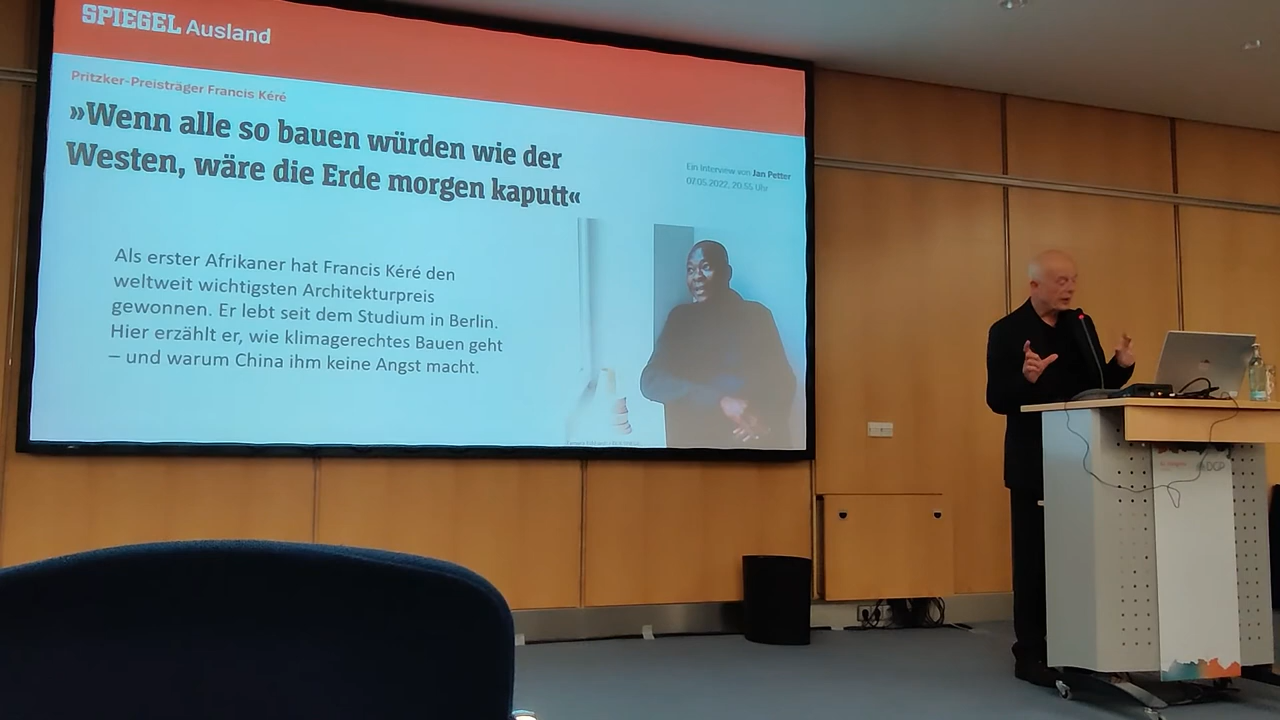 SPIEGEL Ausland
Pritzker-Preisträger Francis Kéré
»Wenn alle so bauen würden wie der
Westen, wäre die Erde morgen kaputt«
Ein Interview von Jan Petter
07.05.2022, 20.55 Uhr
Als erster Afrikaner hat Francis Kéré den
weltweit wichtigsten Architekturpreis
gewonnen. Er lebt seit dem Studium in Berlin.
Hier erzählt er, wie klimagerechtes Bauen geht
– und warum China ihm keine Angst macht.
DGP